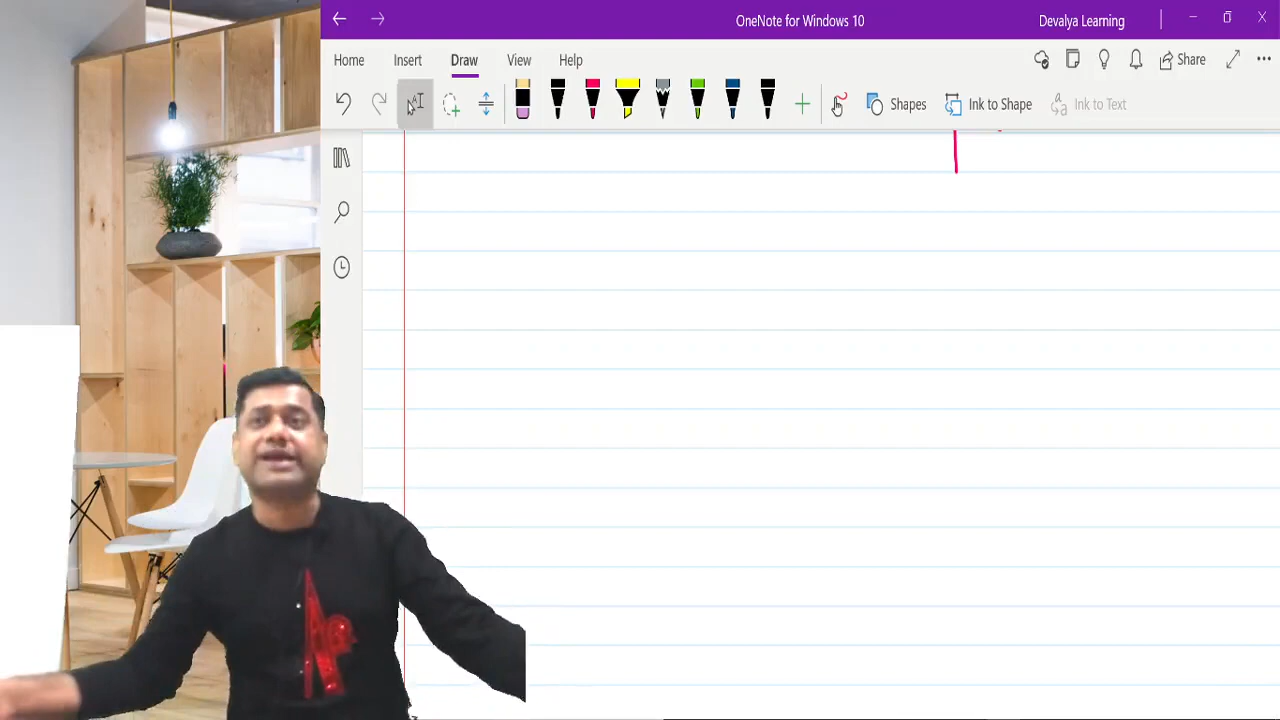 OneNote for Windows 10
Devalya Learning
Home
Insert
Draw
View
Help
Share
Shapes
Ink to Shape
Ink to Text